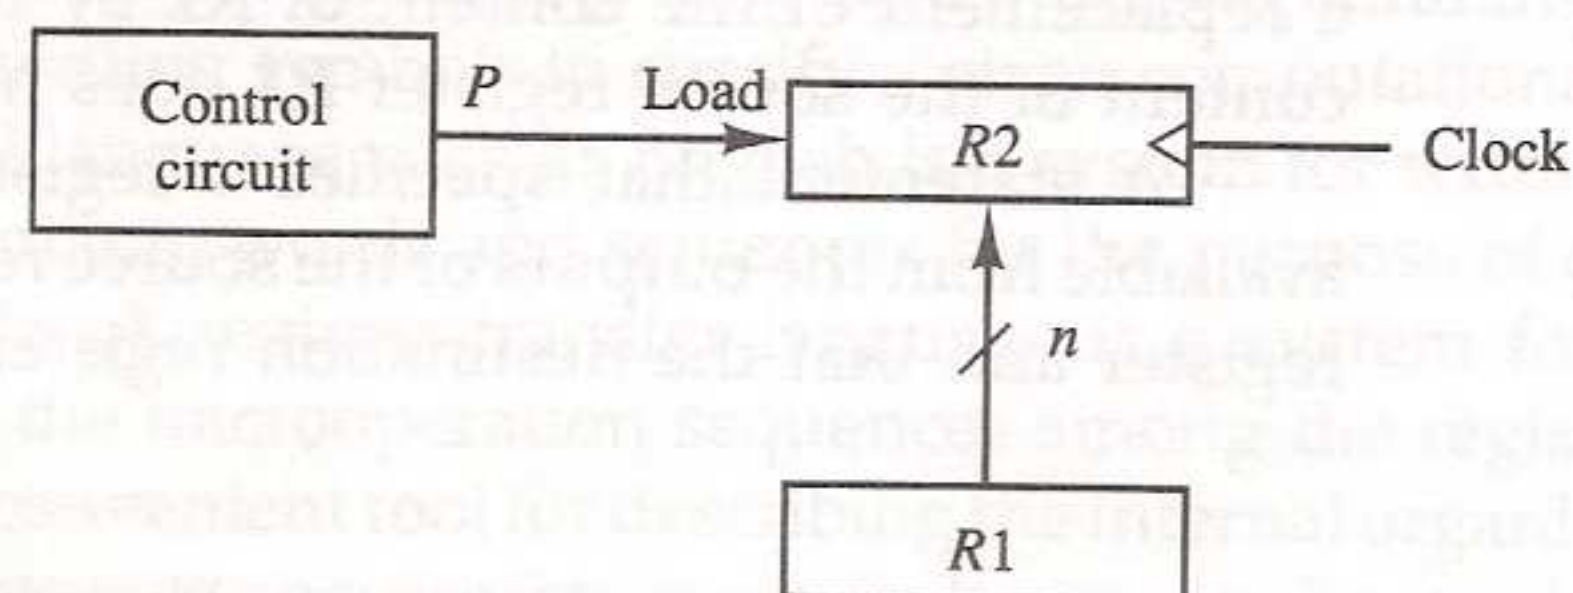 Control
circuit
P
Load
R2
Clock
n
R1